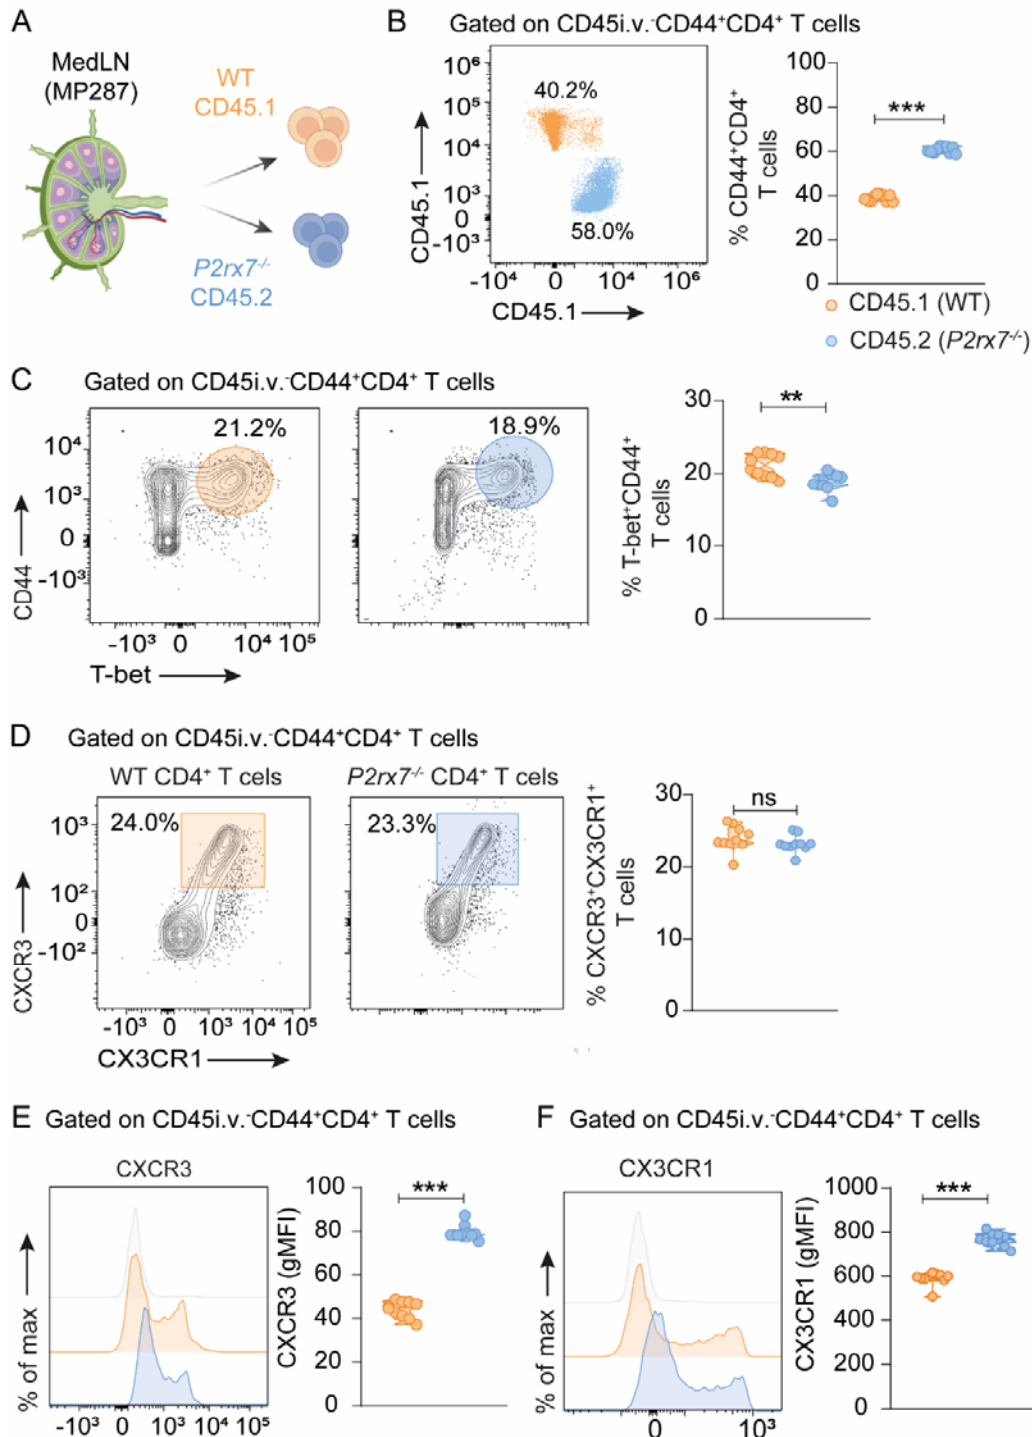 A
MedLN
(MP287)
WT
CD45.1
P2rx7-/-
CD45.2
B Gated on CD45i.v.-CD44+CD4+ T cells
CD45.1
10⁶
10⁵
10⁴
10³
0
-10³
40.2%
58.0%
-10⁴ 0 10⁴ 10⁶
CD45.1
% CD44+CD4+
T cells
100
80
60
40
20
0
***
CD45.1 (WT)
CD45.2 (P2rx7-/-)
C Gated on CD45i.v.-CD44+CD4+ T cells
CD44
10⁴
10³
0
-10³
21.2%
18.9%
-10³ 0 10⁴ 10⁵
T-bet
% T-bet+CD44+
T cells
30
20
10
0
**
D Gated on CD45i.v.-CD44+CD4+ T cells
WT CD4+ T cels
P2rx7-/- CD4+ T cels
CXCR3
10³
10²
0
-10²
24.0%
23.3%
-10³ 0 10³ 10⁴ 10⁵
CX3CR1
% CXCR3+CX3CR1+
T cells
30
20
10
0
ns
E Gated on CD45i.v.-CD44+CD4+ T cells
CXCR3
% of max
-10³ 0 10² 10³ 10⁴
CXCR3 (gMFI)
100
80
60
40
20
0
***
F Gated on CD45i.v.-CD44+CD4+ T cells
CX3CR1
% of max
0 10³
CX3CR1 (gMFI)
1000
800
600
400
200
0
***